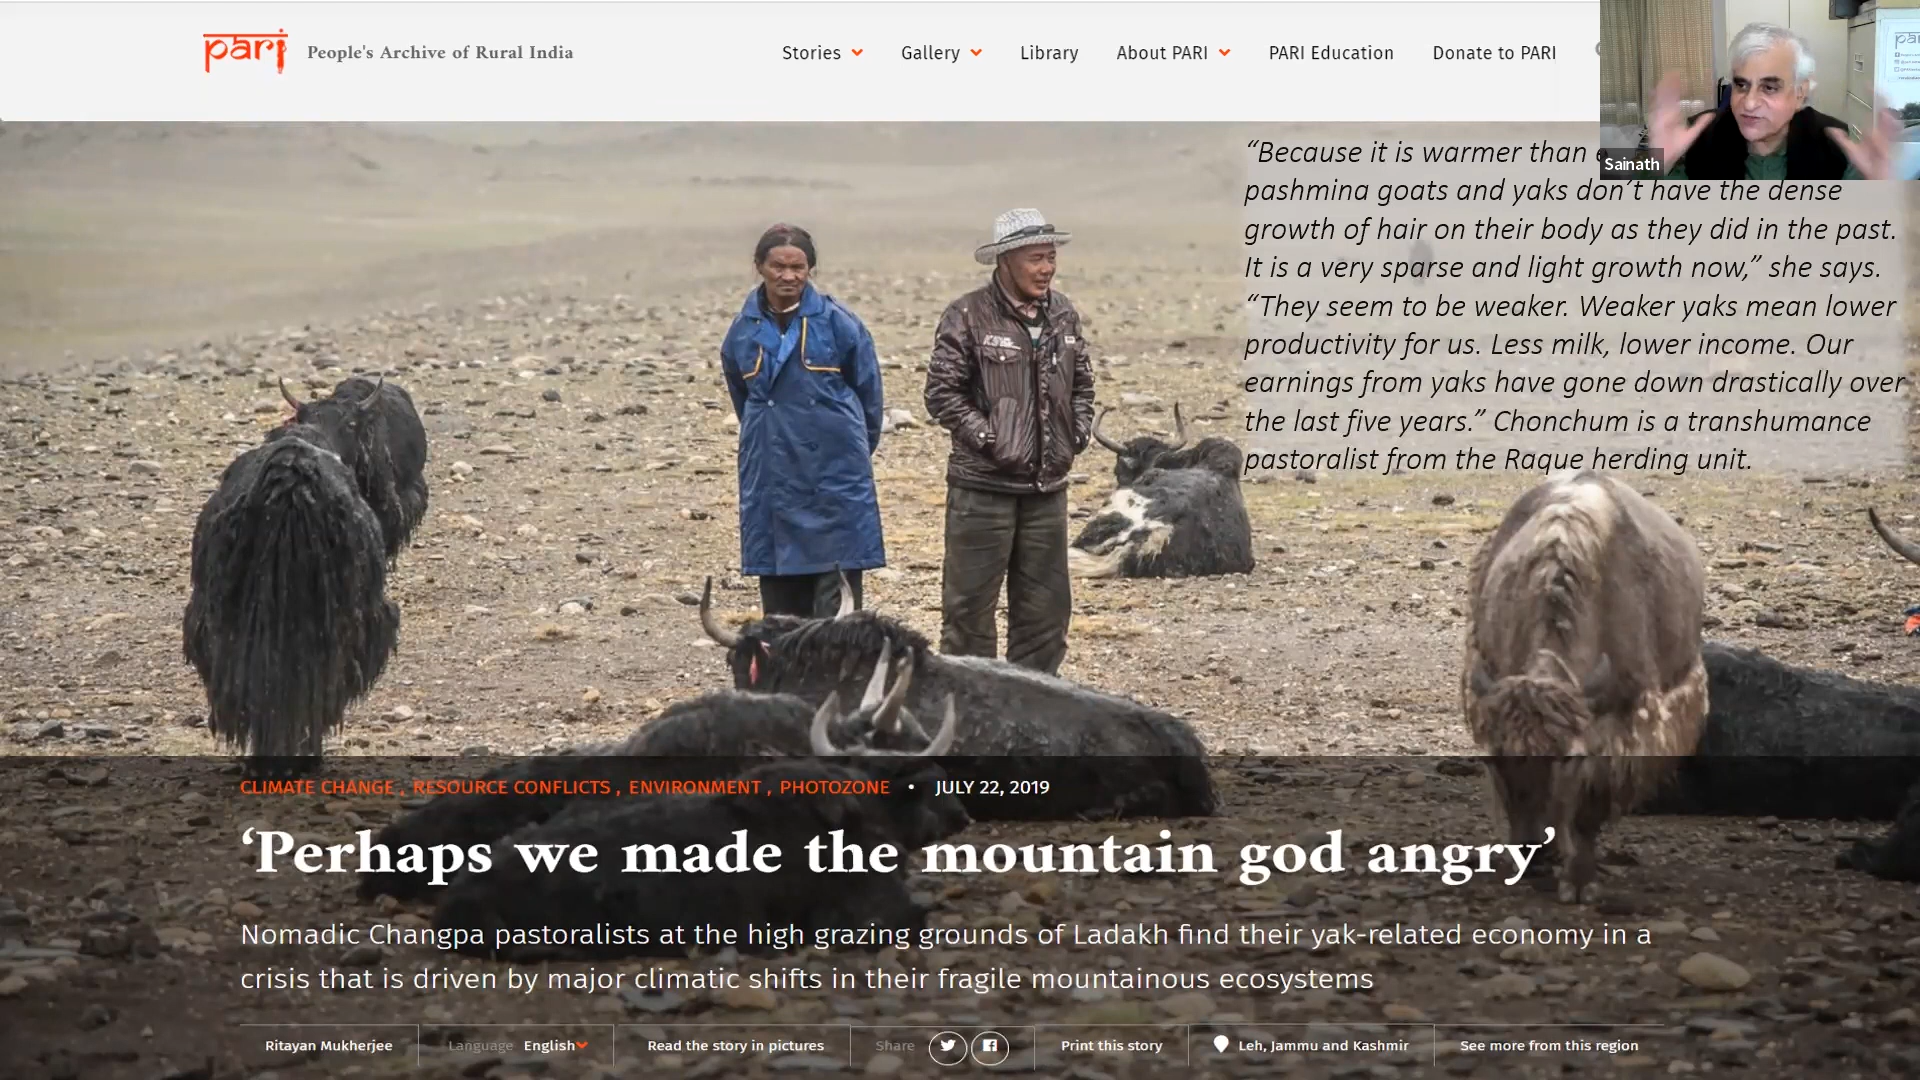 pari People's Archive of Rural India
Stories Gallery Library About PARI PARI Education Donate to PARI
Sainath
“Because it is warmer than
pashmina goats and yaks don’t have the dense
growth of hair on their body as they did in the past.
It is a very sparse and light growth now,” she says.
“They seem to be weaker. Weaker yaks mean lower
productivity for us. Less milk, lower income. Our
earnings from yaks have gone down drastically over
the last five years.” Chonchum is a transhumance
pastoralist from the Raque herding unit.
CLIMATE CHANGE , RESOURCE CONFLICTS , ENVIRONMENT , PHOTOZONE • JULY 22, 2019
‘Perhaps we made the mountain god angry’
Nomadic Changpa pastoralists at the high grazing grounds of Ladakh find their yak-related economy in a
crisis that is driven by major climatic shifts in their fragile mountainous ecosystems
Ritayan Mukherjee Language English Read the story in pictures Share Print this story Leh, Jammu and Kashmir See more from this region